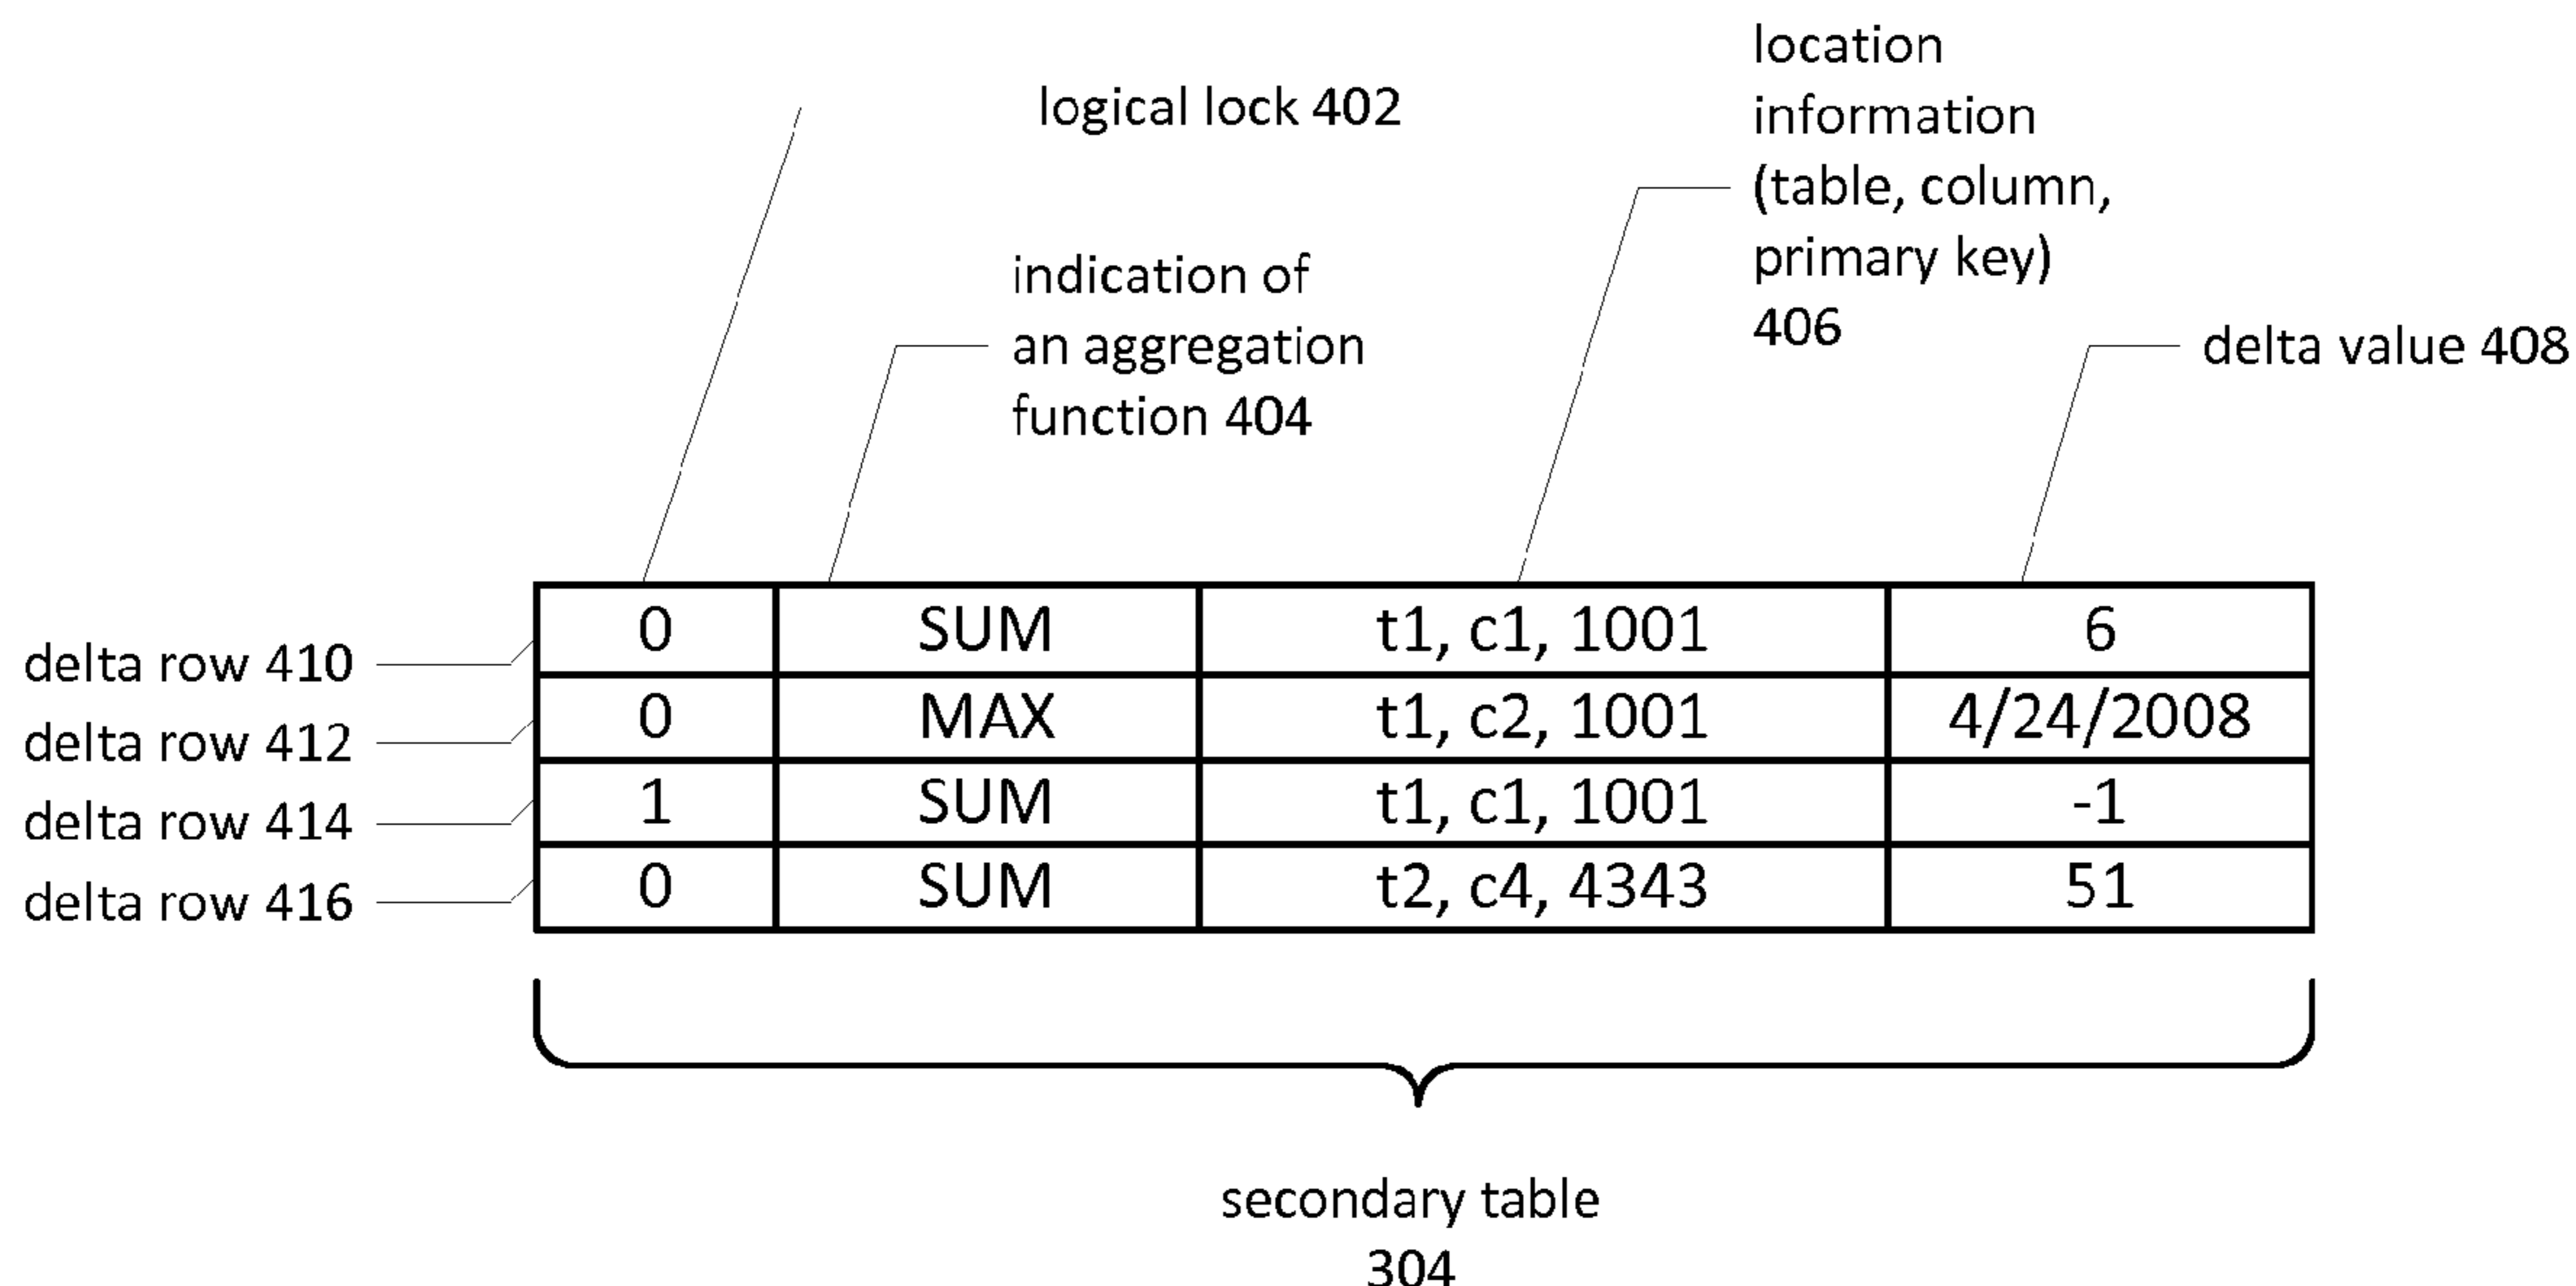 location
information
(table, column,
primary key)
406
logical lock 402
indication of
an aggregation
function 404
delta value 408
delta row 410
0 SUM t1, c1, 1001 6
delta row 412
0 MAX t1, c2, 1001 4/24/2008
delta row 414
1 SUM t1, c1, 1001 -1
delta row 416
0 SUM t2, c4, 4343 51
secondary table
304